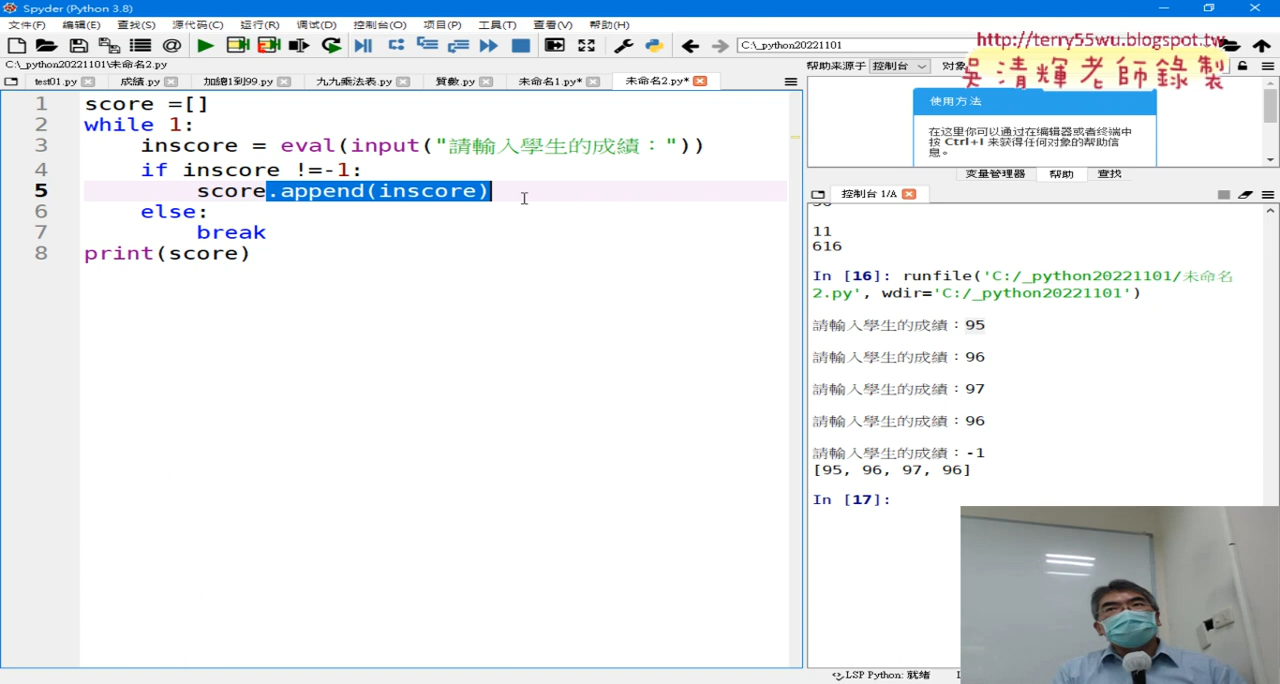 Spyder (Python 3.8)
文件(F) 编辑(E) 查找(S) 源代码(C) 运行(R) 调试(D) 控制台(O) 项目(P) 工具(T) 查看(V) 帮助(H)
C:\_python20221101
http://terry55wu.blogspot.tw
吳清輝老師錄製
C:\_python20221101\未命名2.py
帮助来源于 控制台 对象
test01.py 成績.py 加總1到99.py 九九乘法表.py 質數.py 未命名1.py* 未命名2.py*
1 score =[]
2 while 1:
3 inscore = eval(input("請輸入學生的成績："))
4 if inscore !=-1:
5 score.append(inscore)
6 else:
7 break
8 print(score)
使用方法
在这里你可以通过在编辑器或者终端中
按 Ctrl+I 来获得任何对象的帮助信
息。
变量管理器 帮助 查找
控制台 1/A
11
616
In [16]: runfile('C:/_python20221101/未命名
2.py', wdir='C:/_python20221101')
請輸入學生的成績：95
請輸入學生的成績：96
請輸入學生的成績：97
請輸入學生的成績：96
請輸入學生的成績：-1
[95, 96, 97, 96]
In [17]:
LSP Python: 就绪